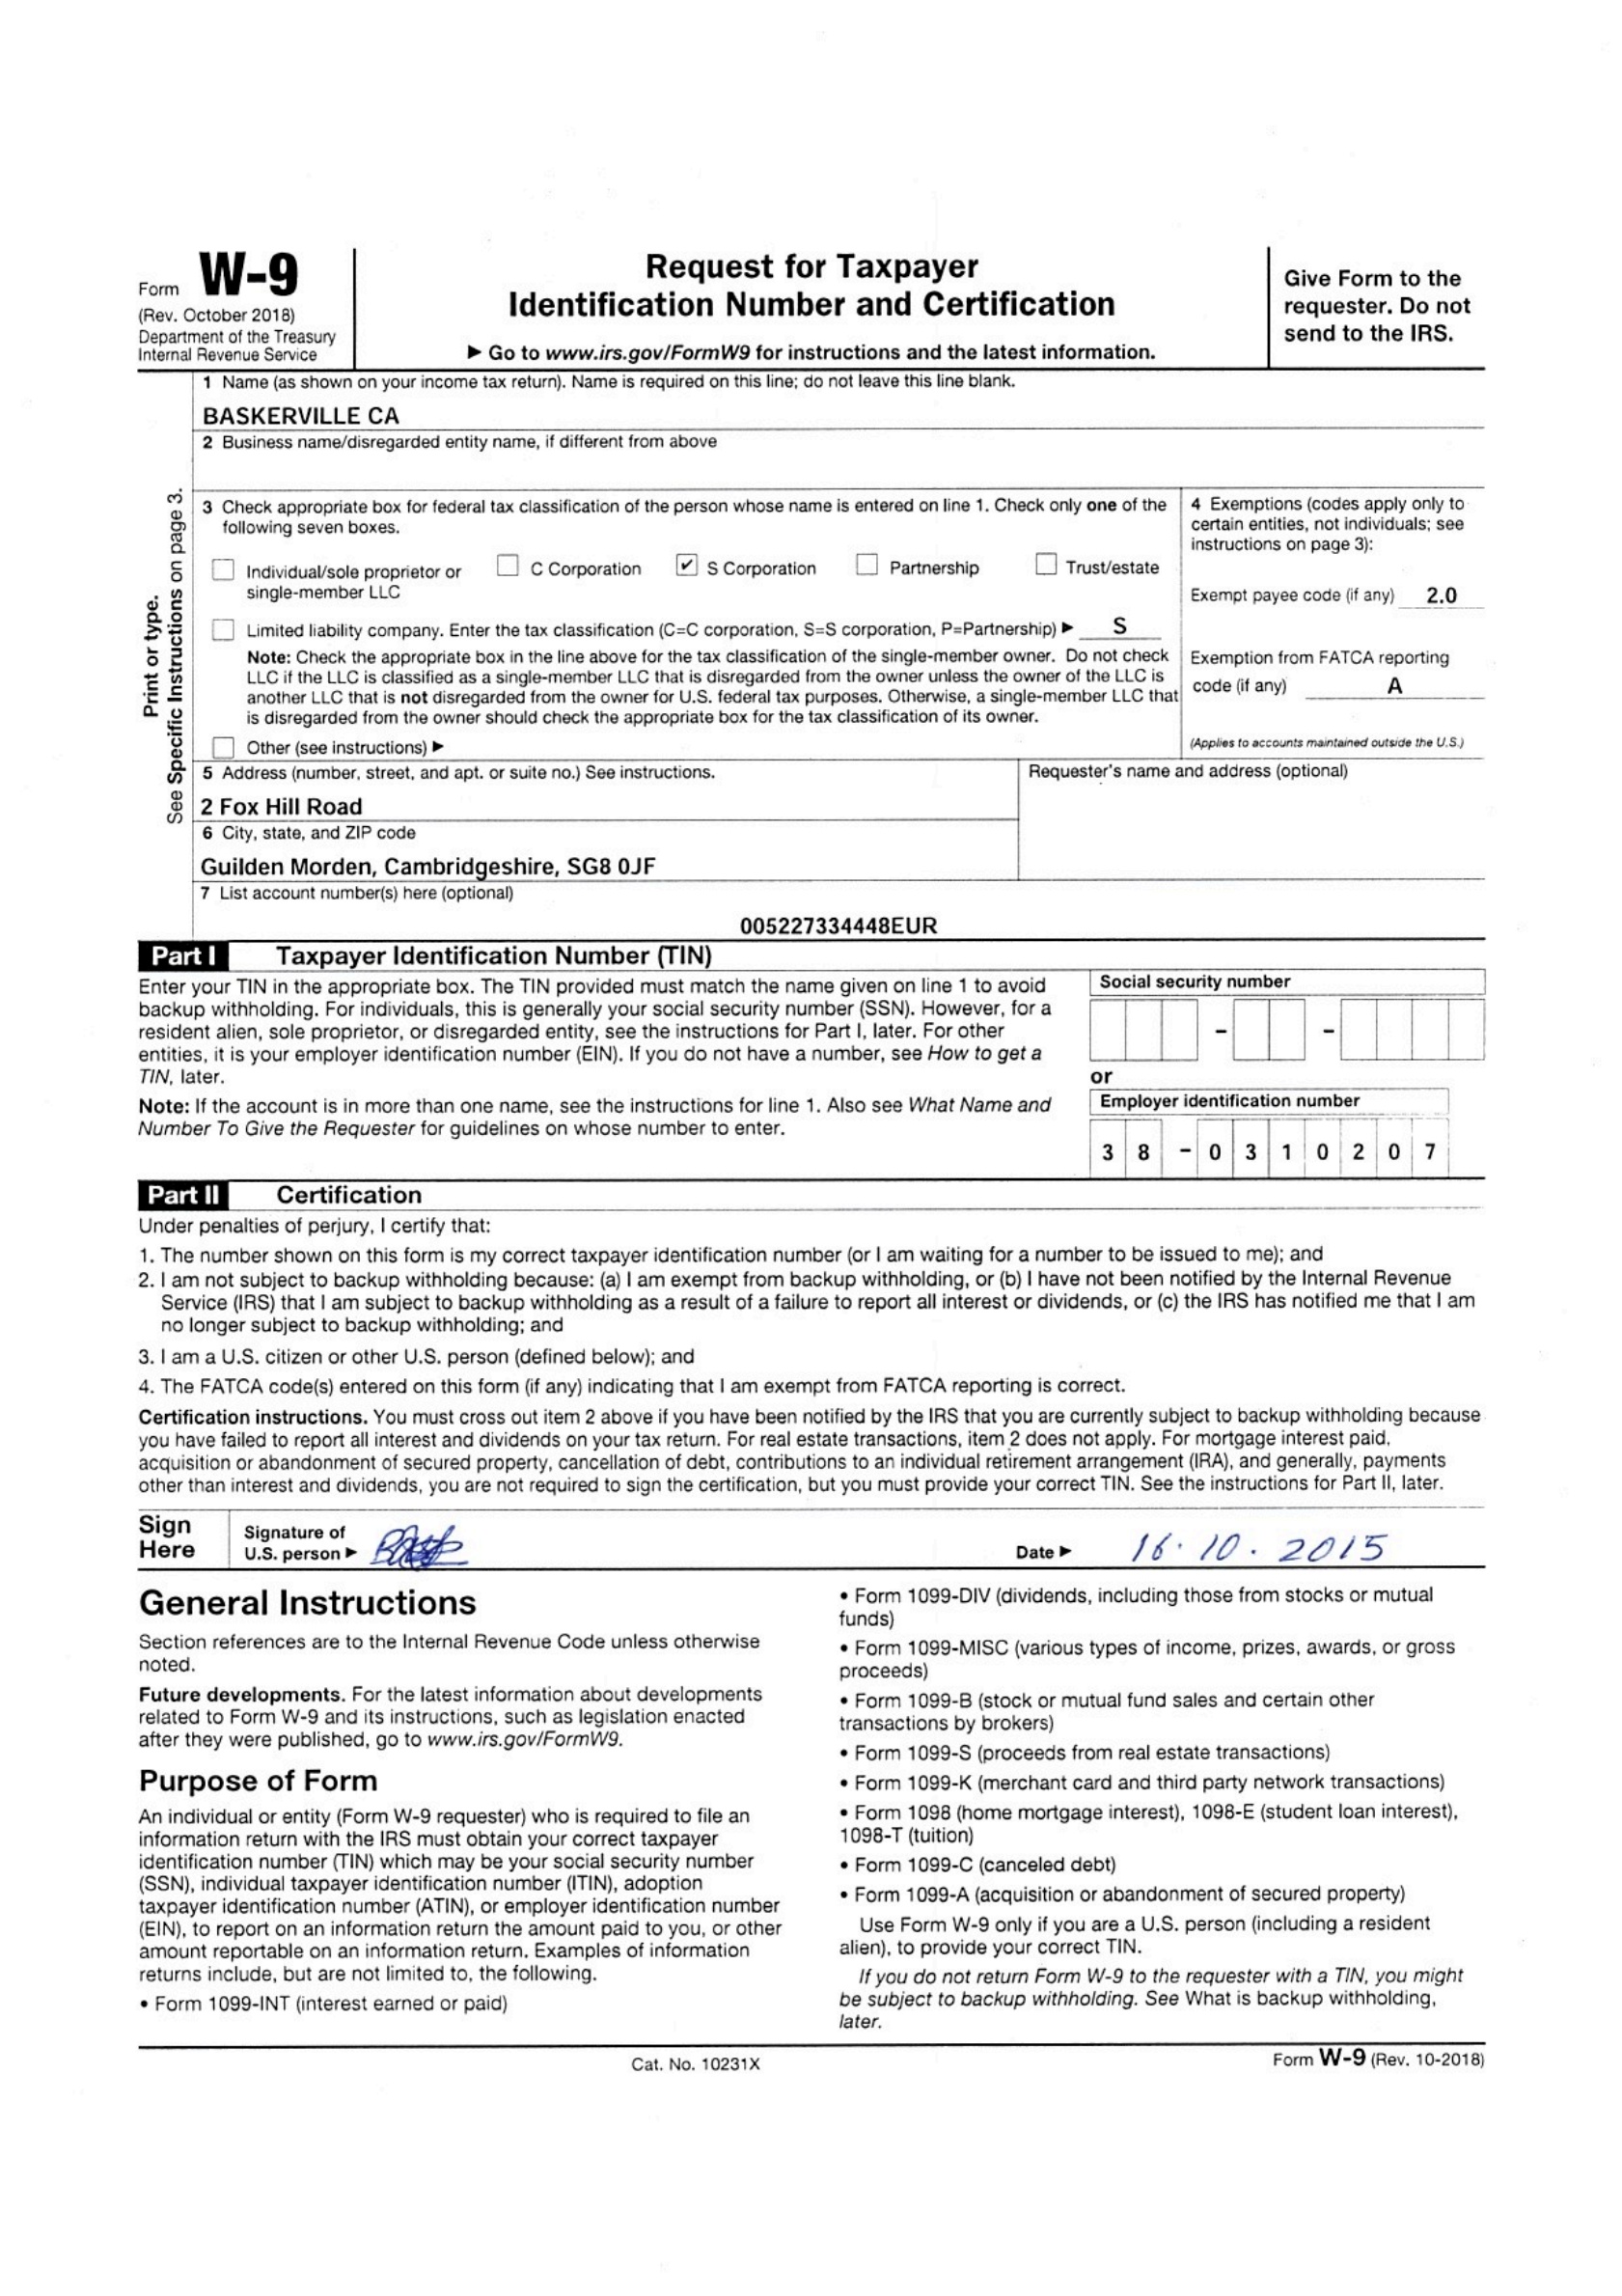 Form W-9
(Rev. October 2018)
Department of the Treasury
Internal Revenue Service
Request for Taxpayer
Identification Number and Certification
▶ Go to www.irs.gov/FormW9 for instructions and the latest information.
Give Form to the
requester. Do not
send to the IRS.
Print or type.
See Specific Instructions on page 3.
1 Name (as shown on your income tax return). Name is required on this line; do not leave this line blank.
BASKERVILLE CA
2 Business name/disregarded entity name, if different from above
3 Check appropriate box for federal tax classification of the person whose name is entered on line 1. Check only one of the
following seven boxes.
Individual/sole proprietor or
single-member LLC
C Corporation
✔ S Corporation
Partnership
Trust/estate
Limited liability company. Enter the tax classification (C=C corporation, S=S corporation, P=Partnership) ▶ S
Note: Check the appropriate box in the line above for the tax classification of the single-member owner. Do not check
LLC if the LLC is classified as a single-member LLC that is disregarded from the owner unless the owner of the LLC is
another LLC that is not disregarded from the owner for U.S. federal tax purposes. Otherwise, a single-member LLC that
is disregarded from the owner should check the appropriate box for the tax classification of its owner.
Other (see instructions) ▶
4 Exemptions (codes apply only to
certain entities, not individuals; see
instructions on page 3):
Exempt payee code (if any) 2.0
Exemption from FATCA reporting
code (if any) A
(Applies to accounts maintained outside the U.S.)
5 Address (number, street, and apt. or suite no.) See instructions.
2 Fox Hill Road
Requester's name and address (optional)
6 City, state, and ZIP code
Guilden Morden, Cambridgeshire, SG8 0JF
7 List account number(s) here (optional)
005227334448EUR
Part I Taxpayer Identification Number (TIN)
Enter your TIN in the appropriate box. The TIN provided must match the name given on line 1 to avoid
backup withholding. For individuals, this is generally your social security number (SSN). However, for a
resident alien, sole proprietor, or disregarded entity, see the instructions for Part I, later. For other
entities, it is your employer identification number (EIN). If you do not have a number, see How to get a
TIN, later.
Note: If the account is in more than one name, see the instructions for line 1. Also see What Name and
Number To Give the Requester for guidelines on whose number to enter.
Social security number
– –
or
Employer identification number
3 8 – 0 3 1 0 2 0 7
Part II Certification
Under penalties of perjury, I certify that:
1. The number shown on this form is my correct taxpayer identification number (or I am waiting for a number to be issued to me); and
2. I am not subject to backup withholding because: (a) I am exempt from backup withholding, or (b) I have not been notified by the Internal Revenue
Service (IRS) that I am subject to backup withholding as a result of a failure to report all interest or dividends, or (c) the IRS has notified me that I am
no longer subject to backup withholding; and
3. I am a U.S. citizen or other U.S. person (defined below); and
4. The FATCA code(s) entered on this form (if any) indicating that I am exempt from FATCA reporting is correct.
Certification instructions. You must cross out item 2 above if you have been notified by the IRS that you are currently subject to backup withholding because
you have failed to report all interest and dividends on your tax return. For real estate transactions, item 2 does not apply. For mortgage interest paid,
acquisition or abandonment of secured property, cancellation of debt, contributions to an individual retirement arrangement (IRA), and generally, payments
other than interest and dividends, you are not required to sign the certification, but you must provide your correct TIN. See the instructions for Part II, later.
Sign
Here
Signature of
U.S. person ▶
Date ▶ 16. 10. 2015
General Instructions
Section references are to the Internal Revenue Code unless otherwise
noted.
Future developments. For the latest information about developments
related to Form W-9 and its instructions, such as legislation enacted
after they were published, go to www.irs.gov/FormW9.
Purpose of Form
An individual or entity (Form W-9 requester) who is required to file an
information return with the IRS must obtain your correct taxpayer
identification number (TIN) which may be your social security number
(SSN), individual taxpayer identification number (ITIN), adoption
taxpayer identification number (ATIN), or employer identification number
(EIN), to report on an information return the amount paid to you, or other
amount reportable on an information return. Examples of information
returns include, but are not limited to, the following.
• Form 1099-INT (interest earned or paid)
• Form 1099-DIV (dividends, including those from stocks or mutual
funds)
• Form 1099-MISC (various types of income, prizes, awards, or gross
proceeds)
• Form 1099-B (stock or mutual fund sales and certain other
transactions by brokers)
• Form 1099-S (proceeds from real estate transactions)
• Form 1099-K (merchant card and third party network transactions)
• Form 1098 (home mortgage interest), 1098-E (student loan interest),
1098-T (tuition)
• Form 1099-C (canceled debt)
• Form 1099-A (acquisition or abandonment of secured property)
Use Form W-9 only if you are a U.S. person (including a resident
alien), to provide your correct TIN.
If you do not return Form W-9 to the requester with a TIN, you might
be subject to backup withholding. See What is backup withholding,
later.
Cat. No. 10231X
Form W-9 (Rev. 10-2018)